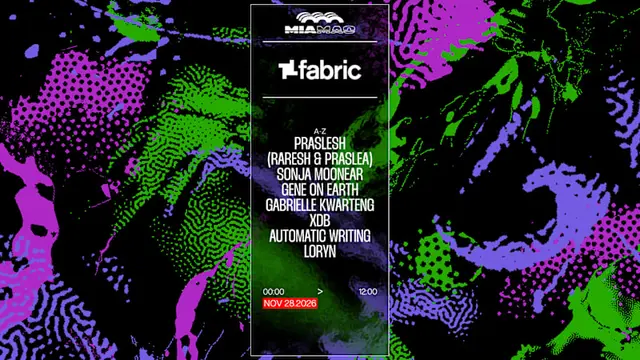 MIAMAO
fabric
A-Z
PRASLESH
(RARESH & PRASLEA)
SONJA MOONEAR
GENE ON EARTH
GABRIELLE KWARTENG
XDB
AUTOMATIC WRITING
LORYN
00:00 > 12:00
NOV 28.2026